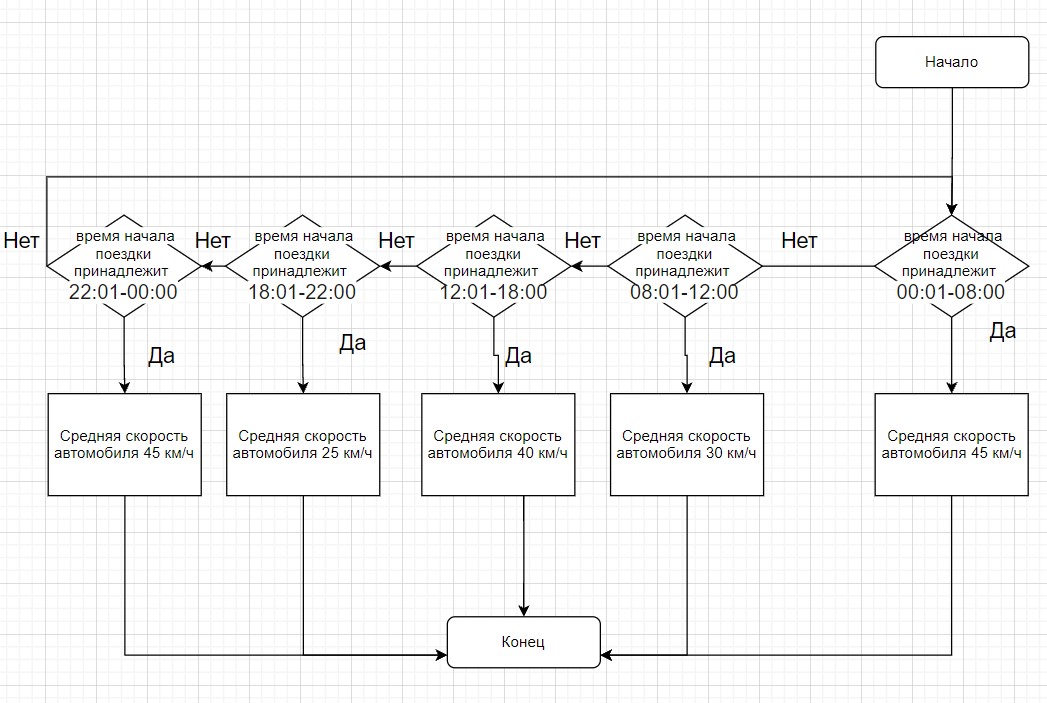 Начало
Нет
время начала
поездки
принадлежит
22:01-00:00
Нет
время начала
поездки
принадлежит
18:01-22:00
Нет
время начала
поездки
принадлежит
12:01-18:00
Нет
время начала
поездки
принадлежит
08:01-12:00
Нет
время начала
поездки
принадлежит
00:01-08:00
Да
Да
Да
Да
Да
Средняя скорость
автомобиля 45 км/ч
Средняя скорость
автомобиля 25 км/ч
Средняя скорость
автомобиля 40 км/ч
Средняя скорость
автомобиля 30 км/ч
Средняя скорость
автомобиля 45 км/ч
Конец